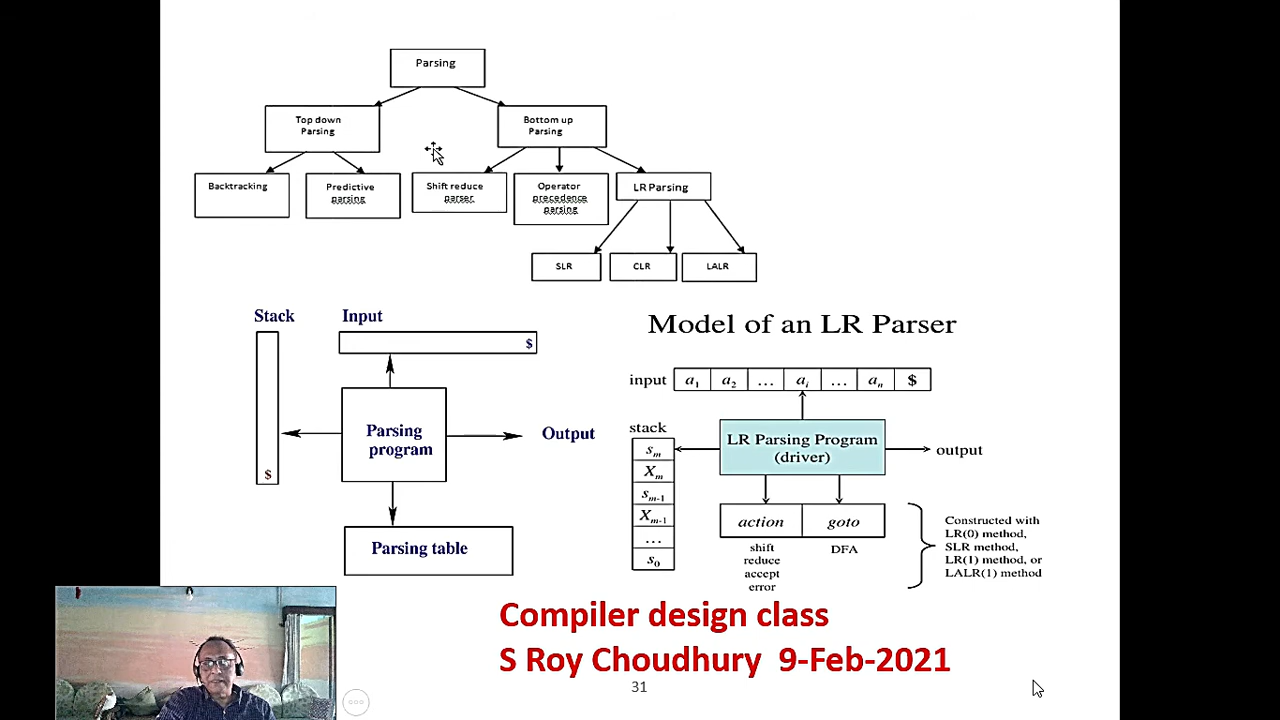 Parsing
Top down
Parsing
Bottom up
Parsing
Backtracking
Predictive
parsing
Shift reduce
parser
Operator
precedence
parsing
LR Parsing
SLR
CLR
LALR
Stack
Input
$
$
Parsing
program
Output
Parsing table
Model of an LR Parser
input a1 a2 … ai … an $
stack
LR Parsing Program
(driver)
output
sm
Xm
sm-1
Xm-1
…
s0
action goto
shift
reduce
accept
error
DFA
Constructed with
LR(0) method,
SLR method,
LR(1) method, or
LALR(1) method
Compiler design class
S Roy Choudhury 9-Feb-2021
31